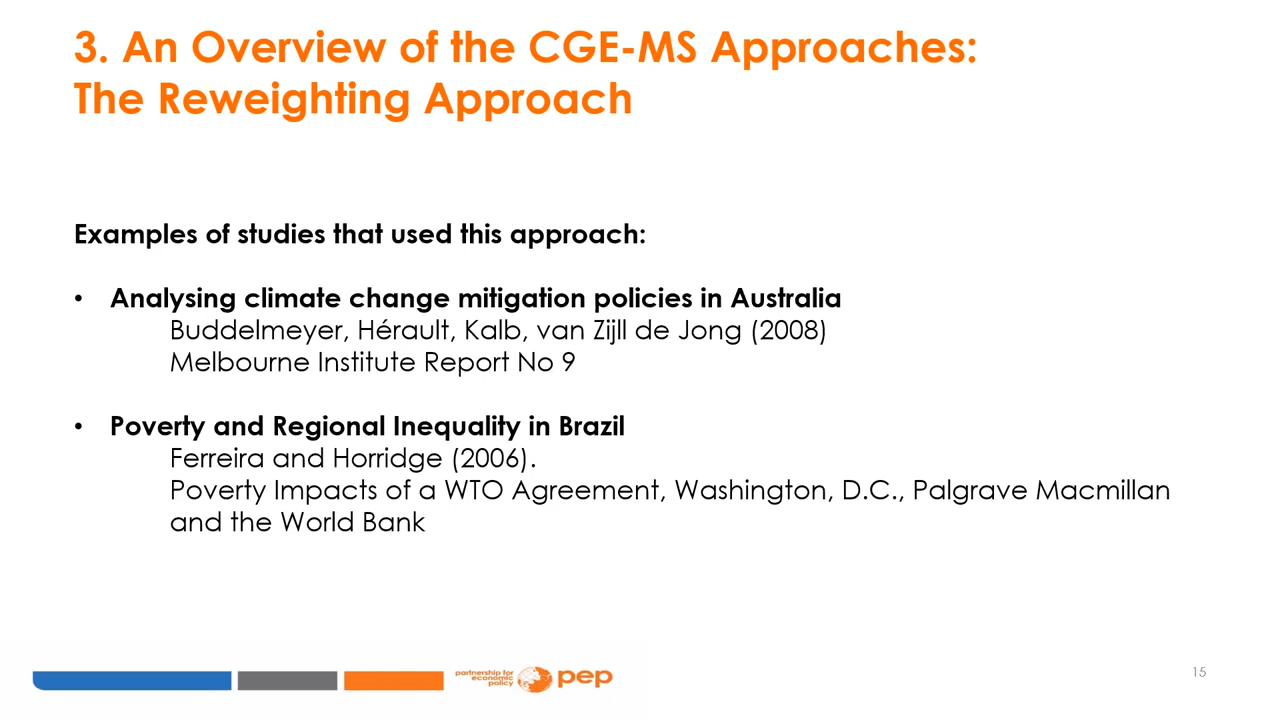 3. An Overview of the CGE-MS Approaches:
The Reweighting Approach
Examples of studies that used this approach:
• Analysing climate change mitigation policies in Australia
Buddelmeyer, Hérault, Kalb, van Zijll de Jong (2008)
Melbourne Institute Report No 9
• Poverty and Regional Inequality in Brazil
Ferreira and Horridge (2006).
Poverty Impacts of a WTO Agreement, Washington, D.C., Palgrave Macmillan
and the World Bank
partnership for
economic
policy
pep
15